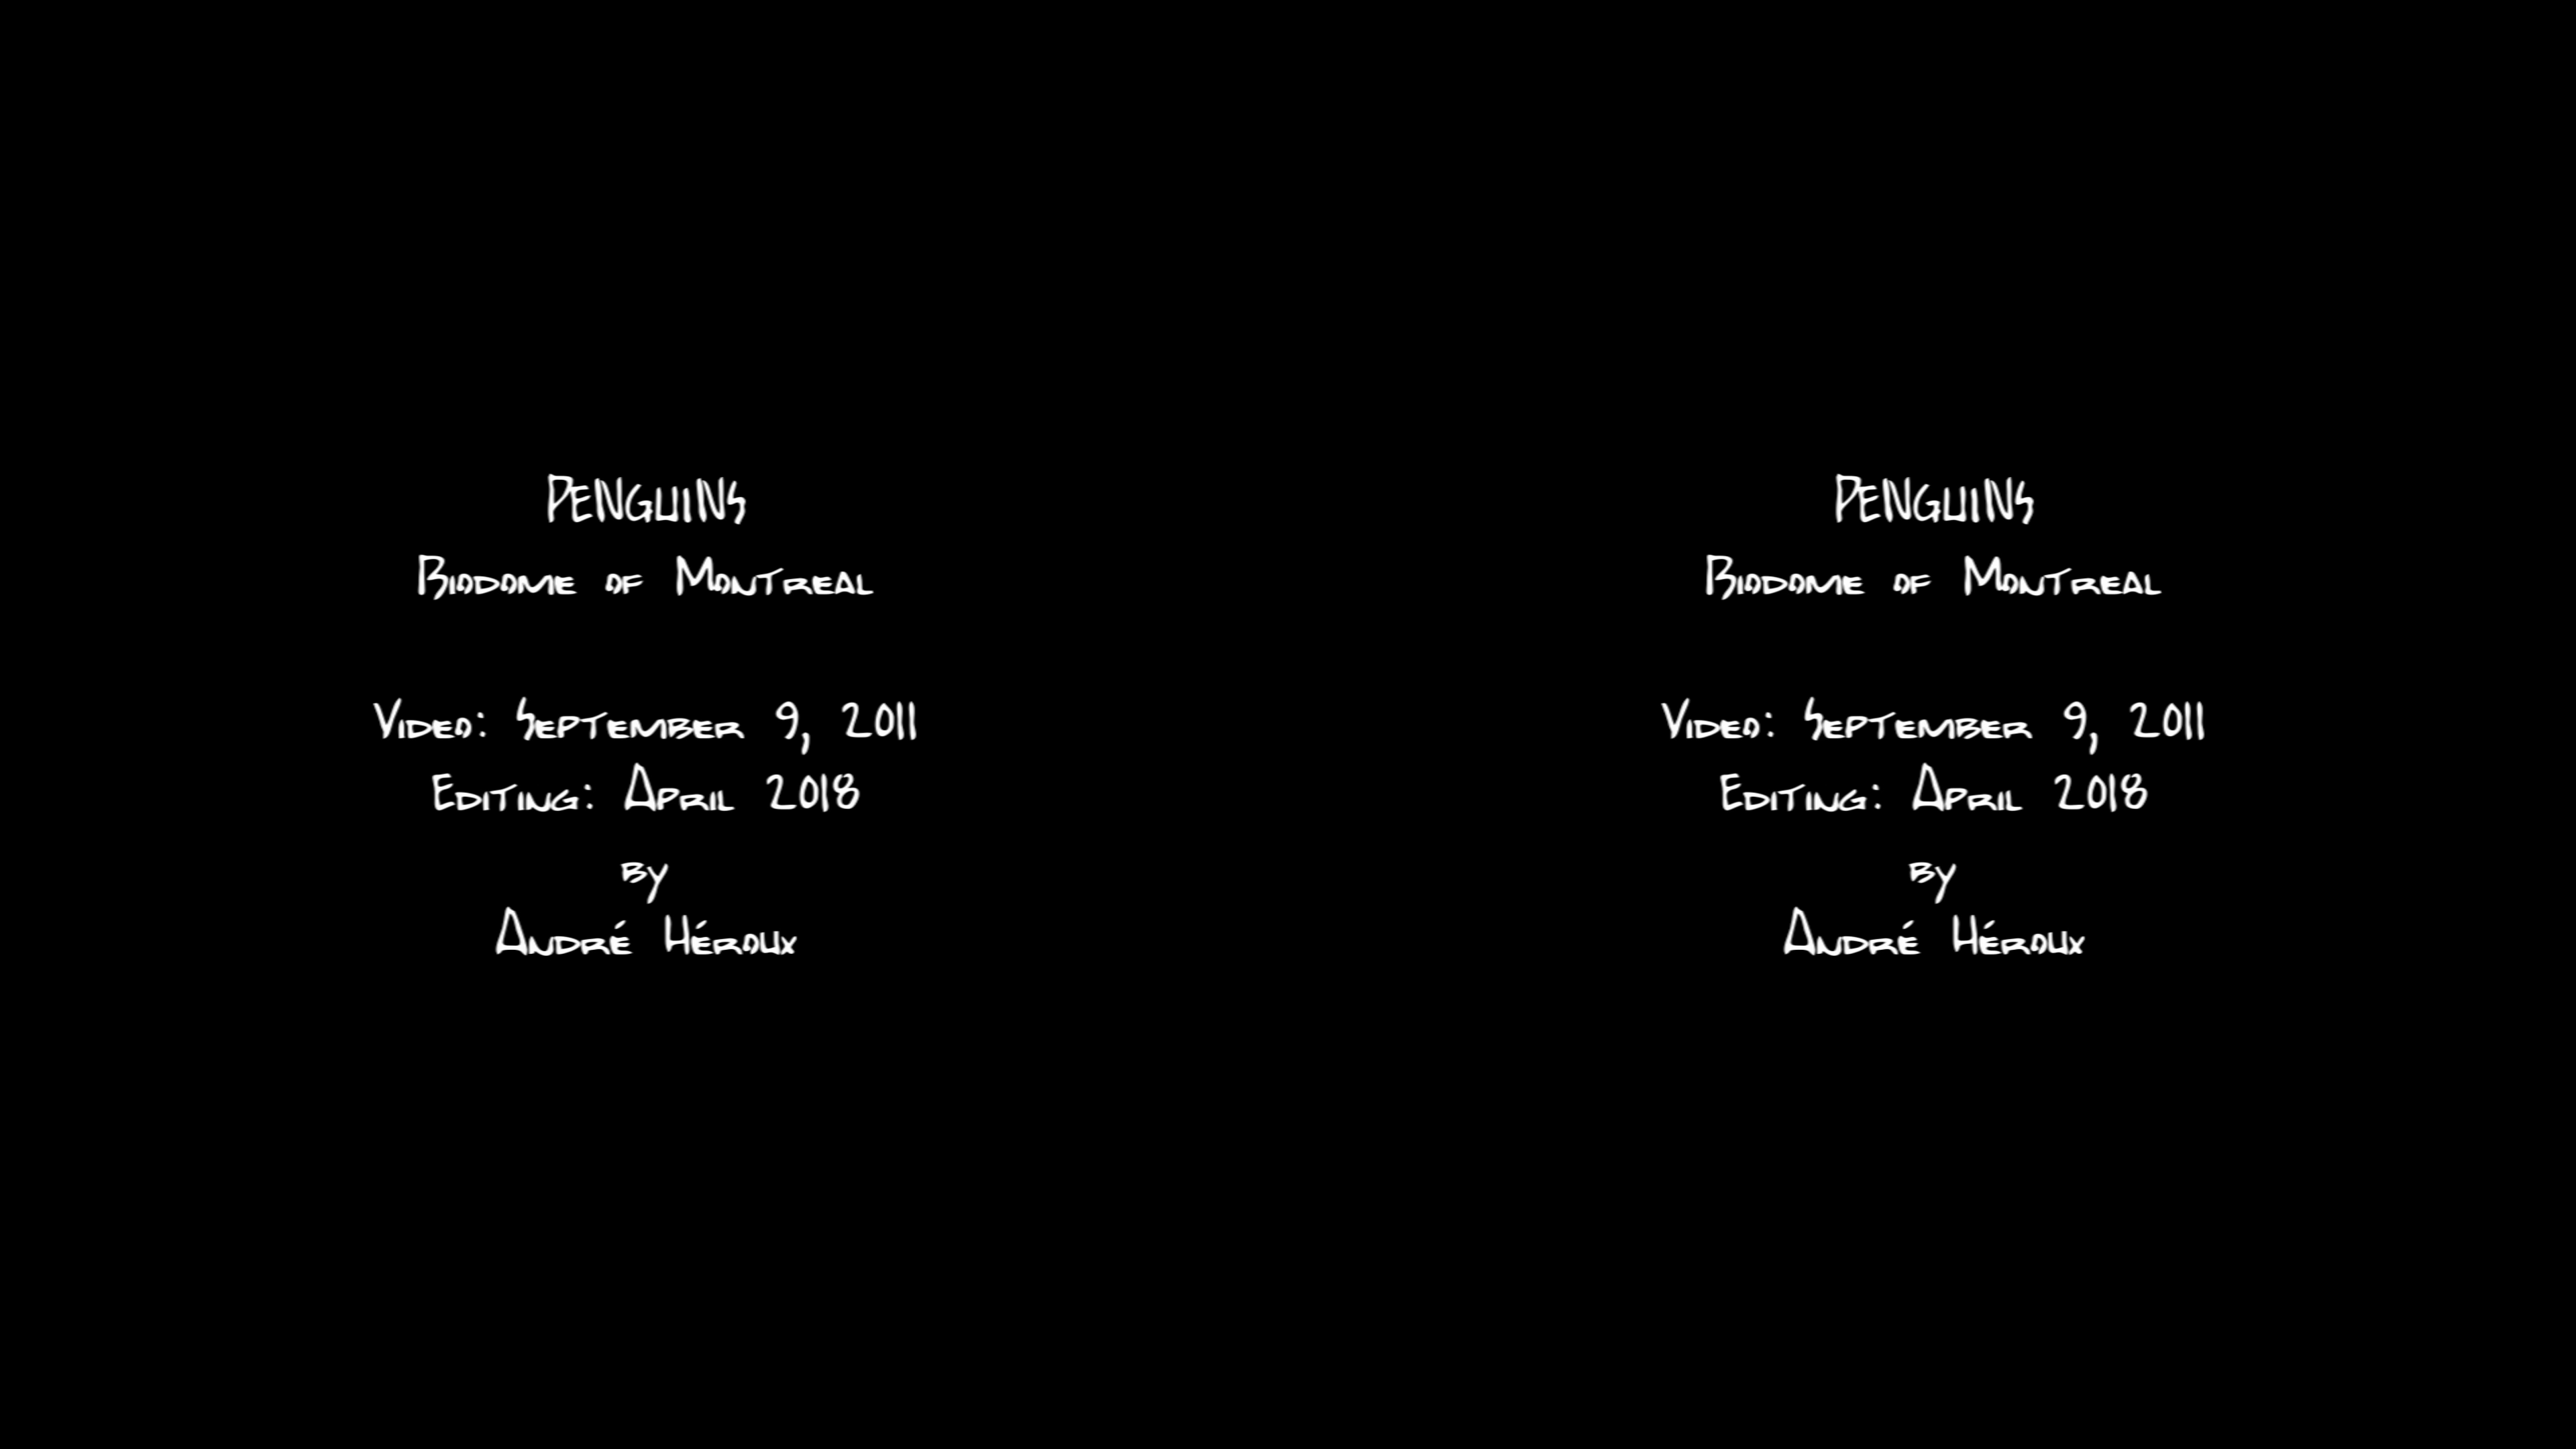 PENGUINS
Biodome of Montreal
Video: September 9, 2011
Editing: April 2018
by
André Héroux
PENGUINS
Biodome of Montreal
Video: September 9, 2011
Editing: April 2018
by
André Héroux